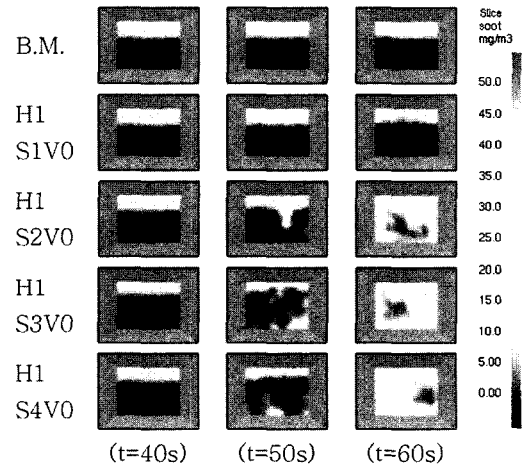 B.M.
H1
S1V0
H1
S2V0
H1
S3V0
H1
S4V0
(t=40s) (t=50s) (t=60s)
Slice
soot
mg/m3
50.0
45.0
40.0
35.0
30.0
25.0
20.0
15.0
10.0
5.00
0.00